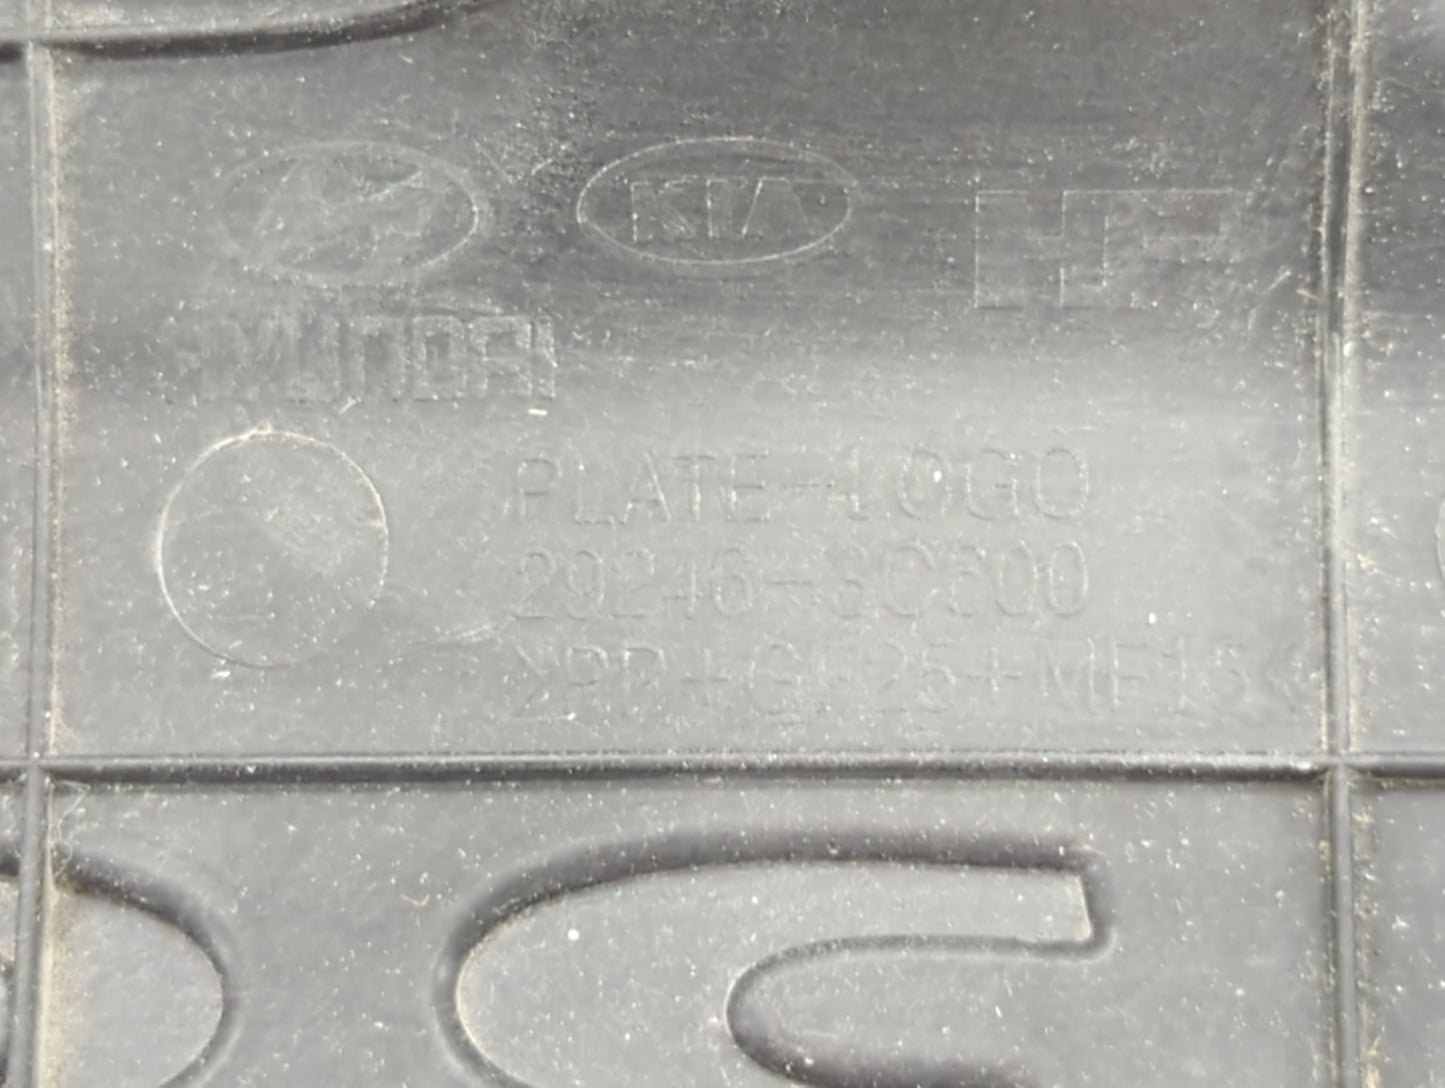 KIA
HYUNDAI
PLATE-LOGO
29246-3C600
>PP+GF25+MF15<